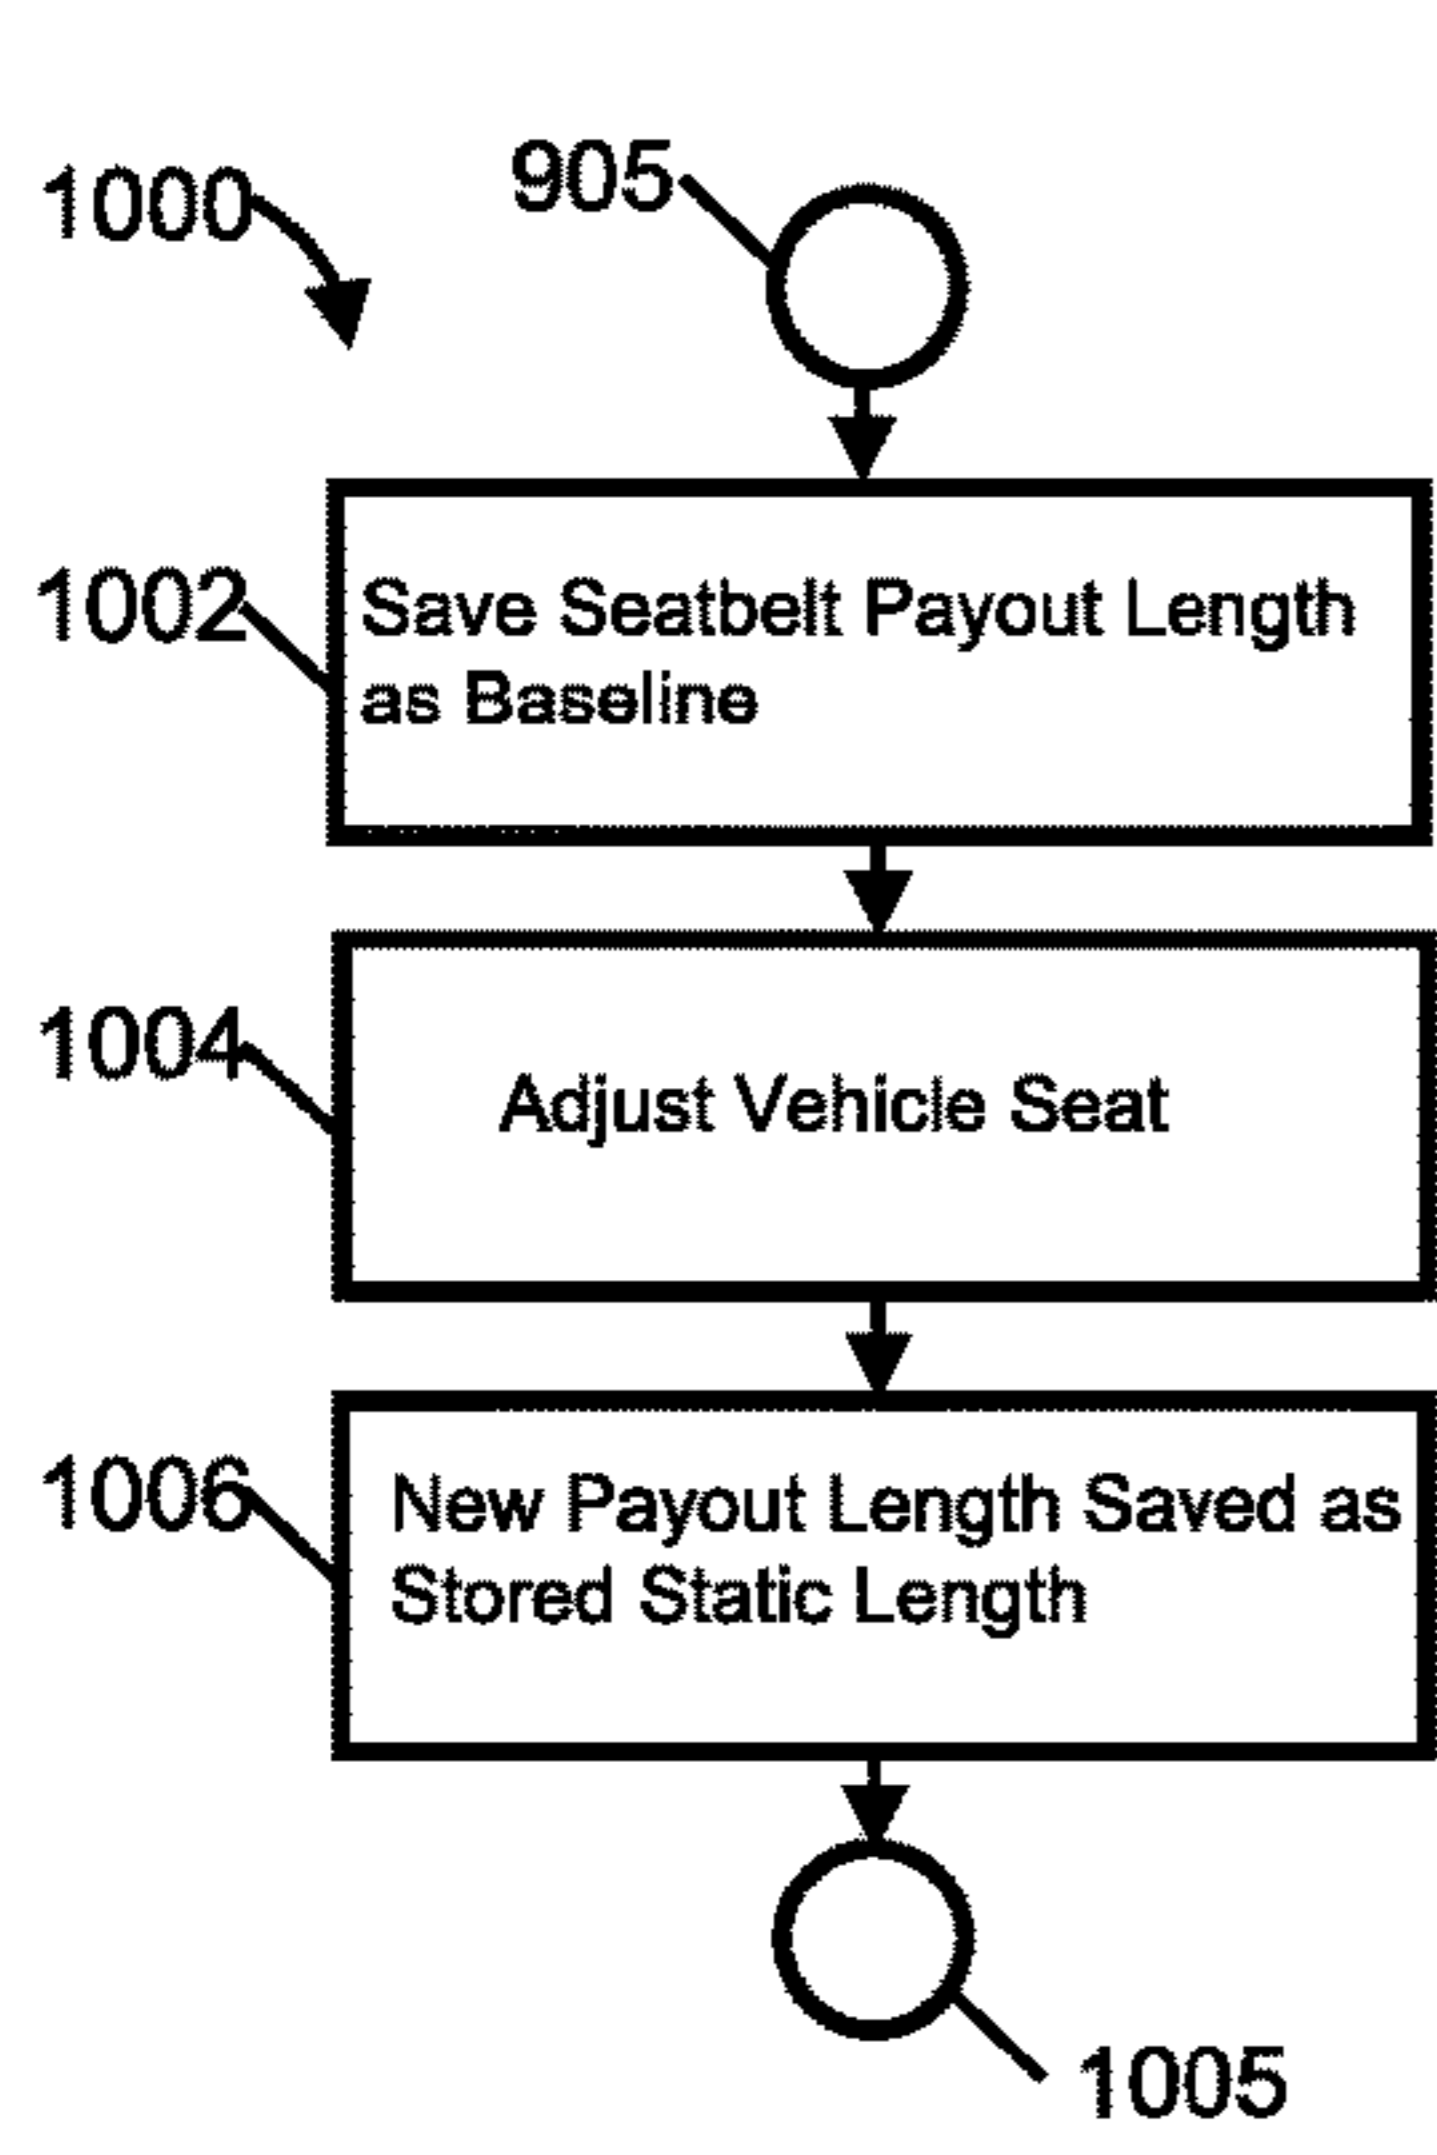 905
1000
1002
Save Seatbelt Payout Length
as Baseline
1004
Adjust Vehicle Seat
1006
New Payout Length Saved as
Stored Static Length
1005